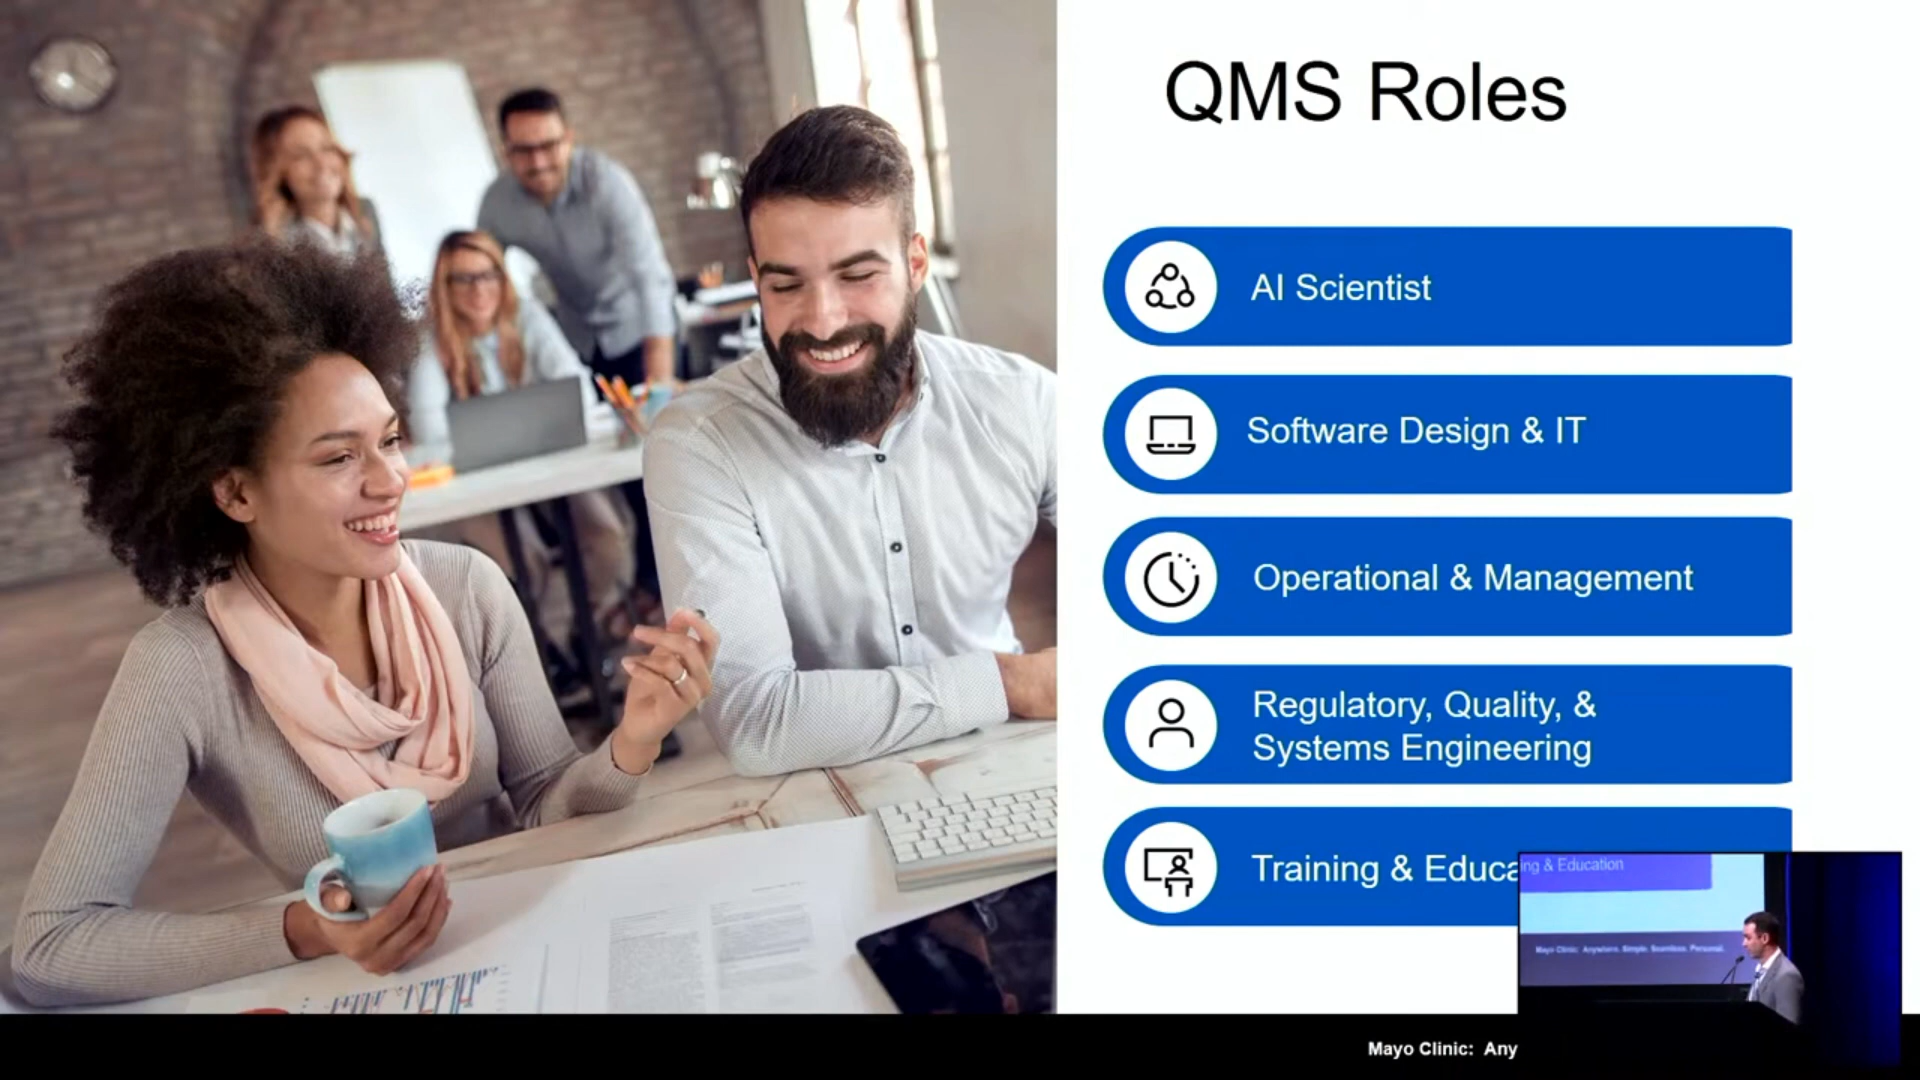 QMS Roles
AI Scientist
Software Design & IT
Operational & Management
Regulatory, Quality, &
Systems Engineering
Training & Educa
ing & Education
Mayo Clinic: Anywhere. Simple. Seamless. Personal.
Mayo Clinic: Any